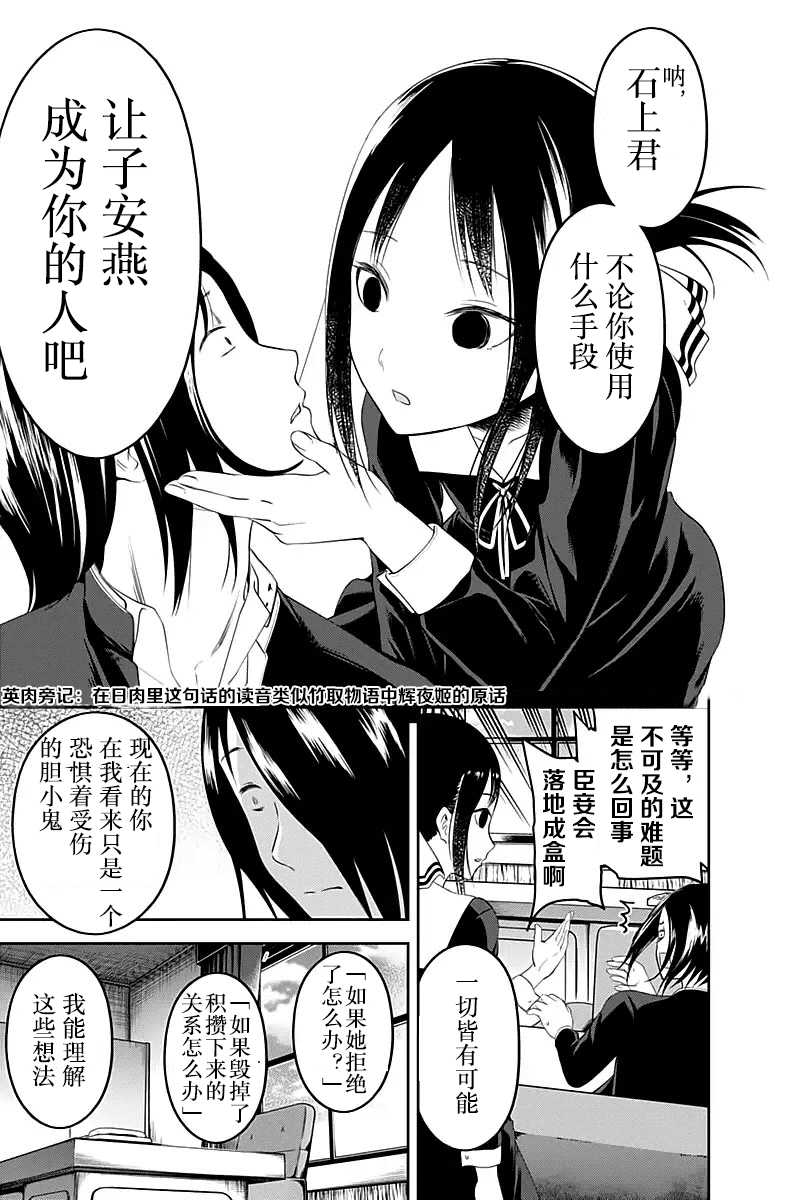 呐，
石上君
不论你使用
什么手段
让子安燕
成为你的人吧
英肉旁记：在日肉里这句话的读音类似竹取物语中辉夜姬的原话
等等，这
不可及的难题
是怎么回事
臣妾会
落地成盒
啊
一切皆有可能
现在的你
在我看来只是一个
恐惧着受伤
的胆小鬼
「如果她拒绝
了怎么办？」
「如果毁掉了
积攒下来的
关系怎么办」
我能理解
这些想法